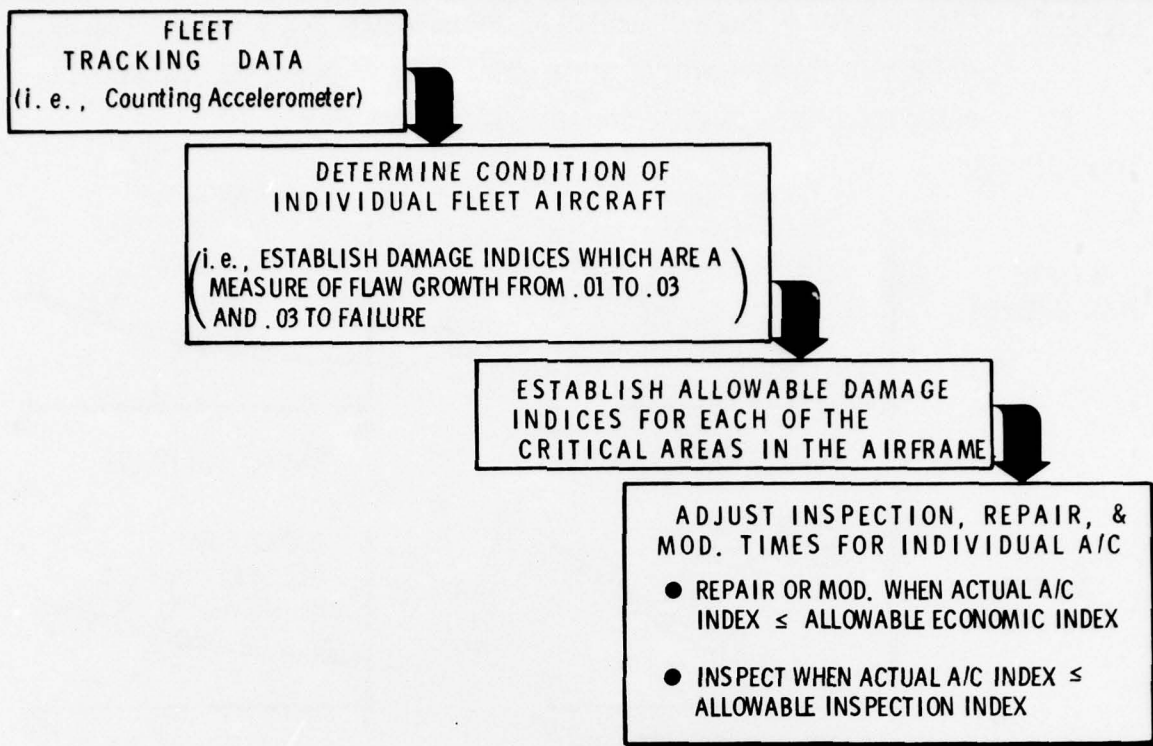 FLEET
TRACKING DATA
(i. e., Counting Accelerometer)
DETERMINE CONDITION OF
INDIVIDUAL FLEET AIRCRAFT
(i. e., ESTABLISH DAMAGE INDICES WHICH ARE A
MEASURE OF FLAW GROWTH FROM .01 TO .03
AND .03 TO FAILURE)
ESTABLISH ALLOWABLE DAMAGE
INDICES FOR EACH OF THE
CRITICAL AREAS IN THE AIRFRAME
ADJUST INSPECTION, REPAIR, &
MOD. TIMES FOR INDIVIDUAL A/C
● REPAIR OR MOD. WHEN ACTUAL A/C
INDEX ≤ ALLOWABLE ECONOMIC INDEX
● INSPECT WHEN ACTUAL A/C INDEX ≤
ALLOWABLE INSPECTION INDEX